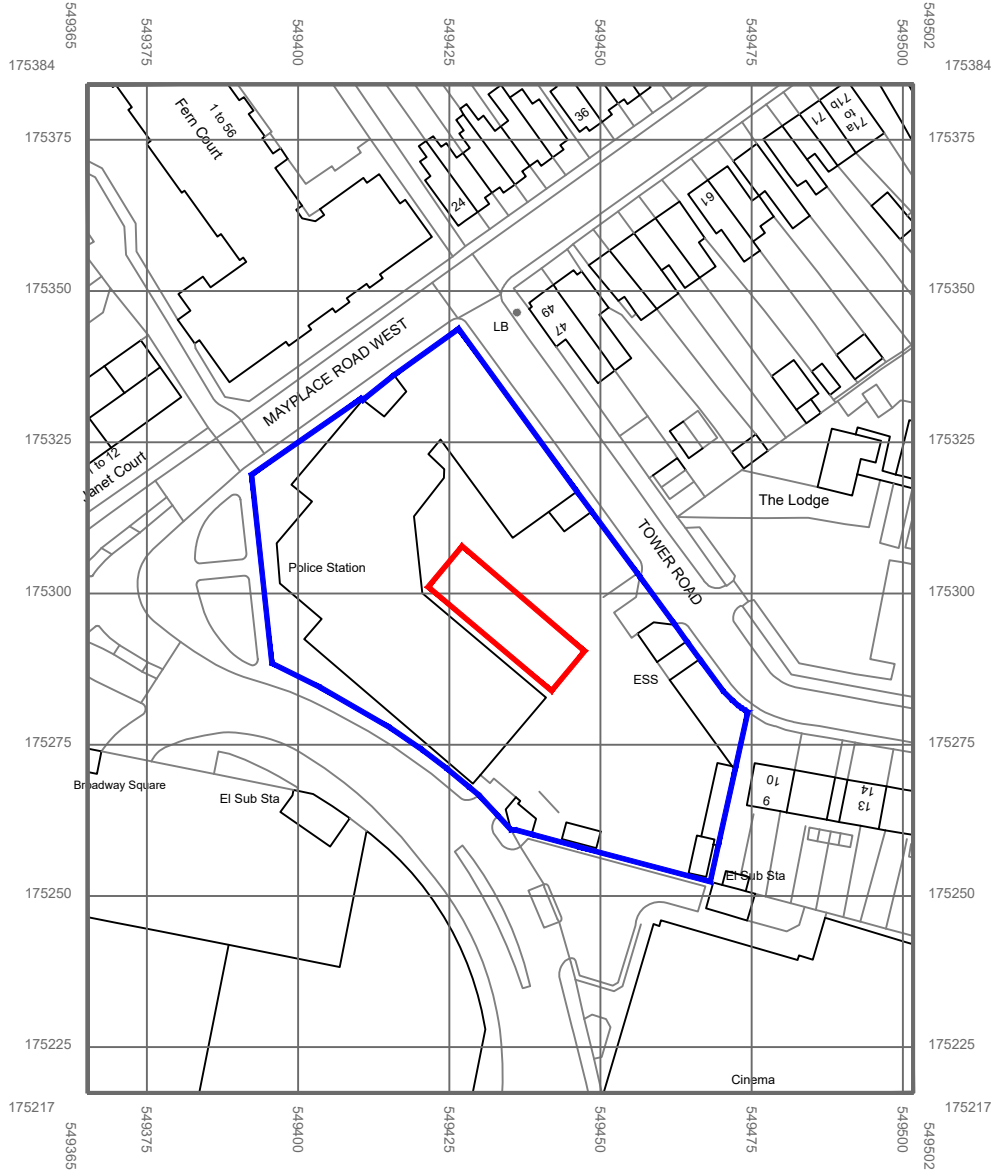 549365
549375
549400
549425
549450
549475
549500
549502
175384
175384
175375
175375
175350
175350
175325
175325
175300
175300
175275
175275
175250
175250
175225
175225
175217
175217
1 to 56
Fern Court
24
36
61
71
71b
to
71a
49
47
LB
MAYPLACE ROAD WEST
1 to 12
Janet Court
The Lodge
TOWER ROAD
Police Station
ESS
Broadway Square
El Sub Sta
10
9
14
13
El Sub Sta
Cinema
549365
549375
549400
549425
549450
549475
549500
549502